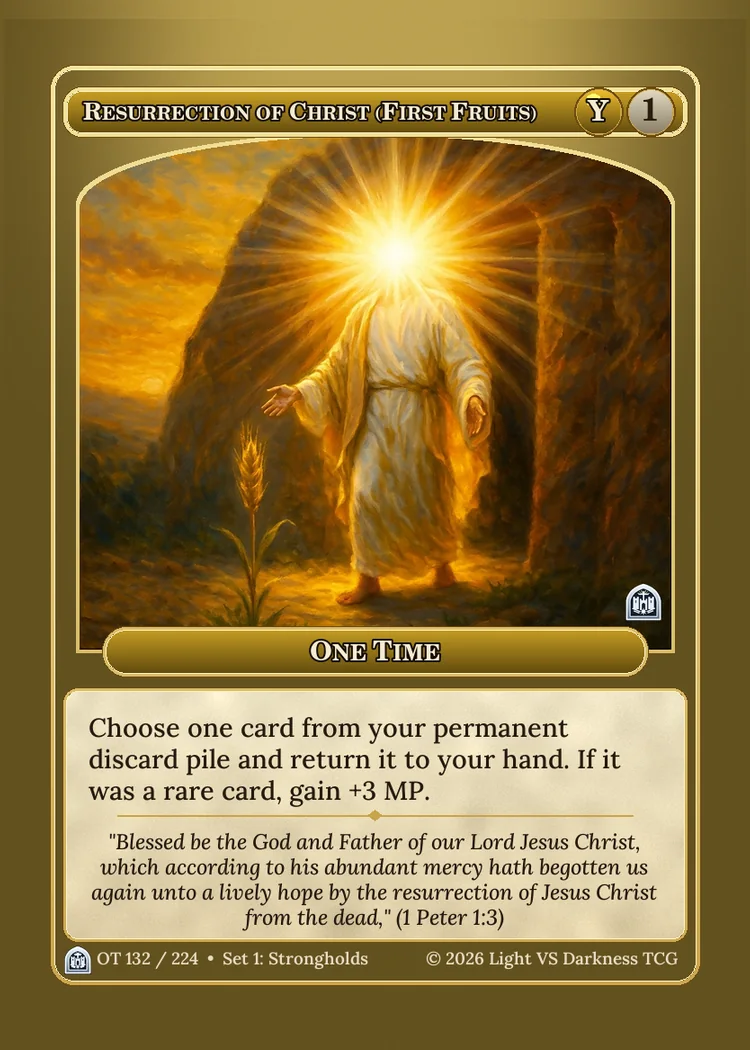 Resurrection of Christ (First Fruits) Y 1
One Time
Choose one card from your permanent
discard pile and return it to your hand. If it
was a rare card, gain +3 MP.
"Blessed be the God and Father of our Lord Jesus Christ,
which according to his abundant mercy hath begotten us
again unto a lively hope by the resurrection of Jesus Christ
from the dead," (1 Peter 1:3)
OT 132 / 224 • Set 1: Strongholds © 2026 Light VS Darkness TCG